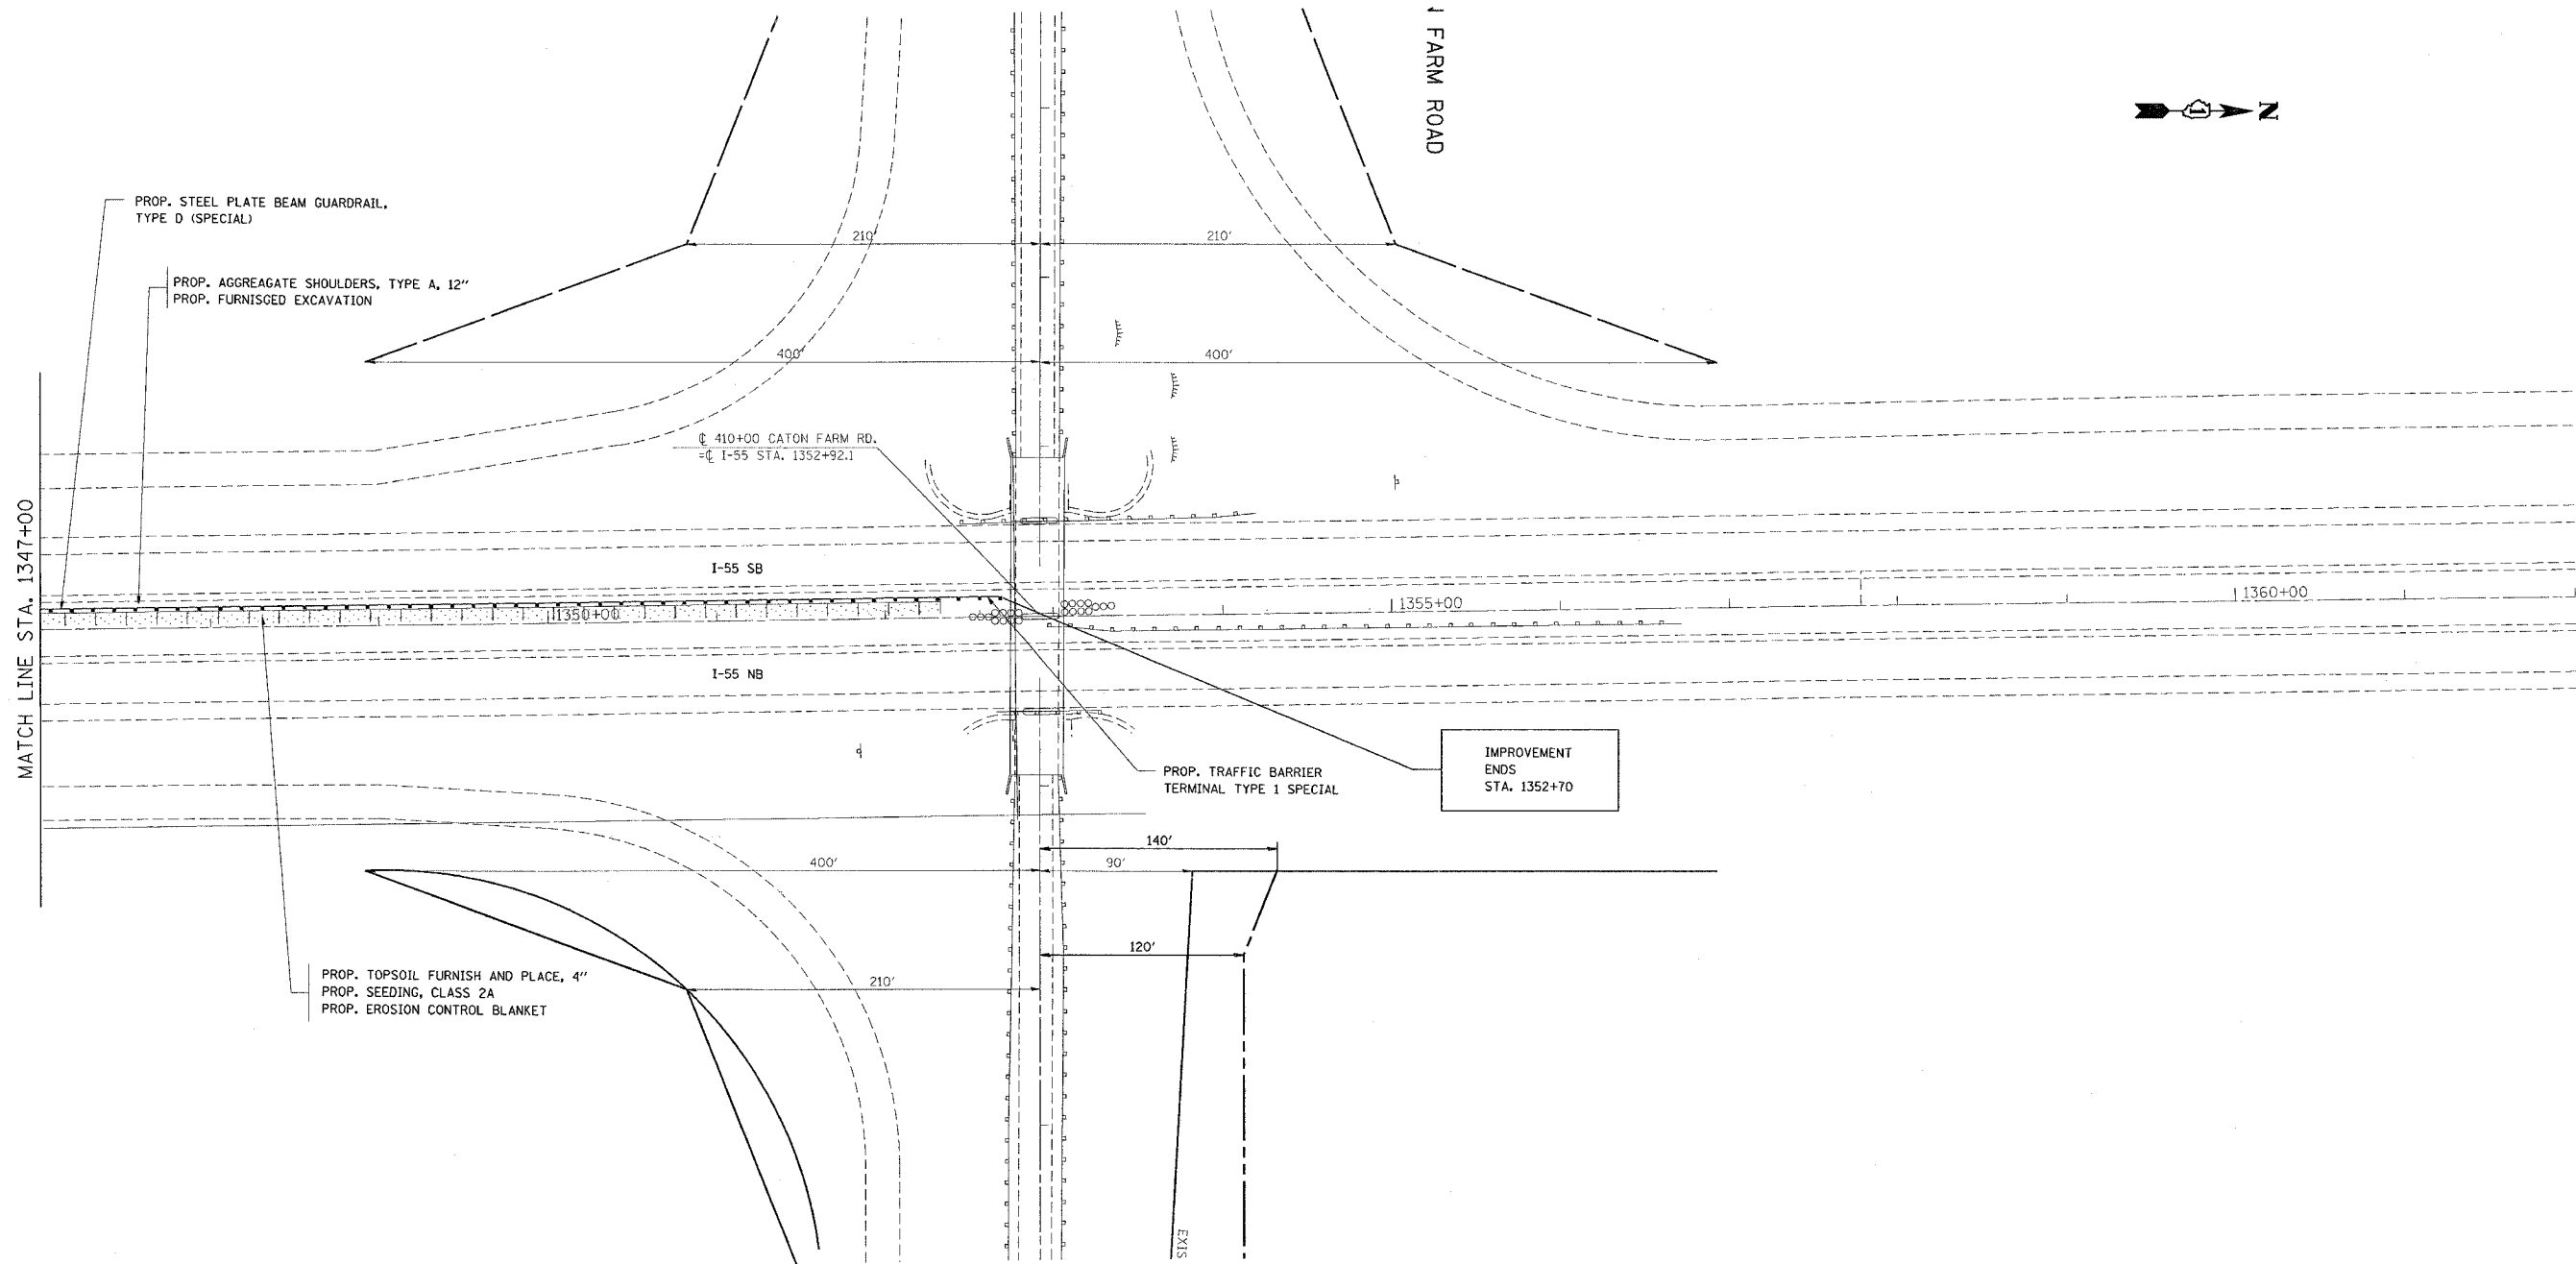 FARM ROAD
N
PROP. STEEL PLATE BEAM GUARDRAIL,
TYPE D (SPECIAL)
210'
210'
PROP. AGGREAGATE SHOULDERS, TYPE A, 12"
PROP. FURNISGED EXCAVATION
400'
400'
℄ 410+00 CATON FARM RD.
=℄ I-55 STA. 1352+92.1
MATCH LINE STA. 1347+00
I-55 SB
1350+00
1355+00
1360+00
I-55 NB
PROP. TRAFFIC BARRIER
TERMINAL TYPE 1 SPECIAL
IMPROVEMENT
ENDS
STA. 1352+70
140'
400'
90'
120'
210'
PROP. TOPSOIL FURNISH AND PLACE, 4"
PROP. SEEDING, CLASS 2A
PROP. EROSION CONTROL BLANKET
EXIS